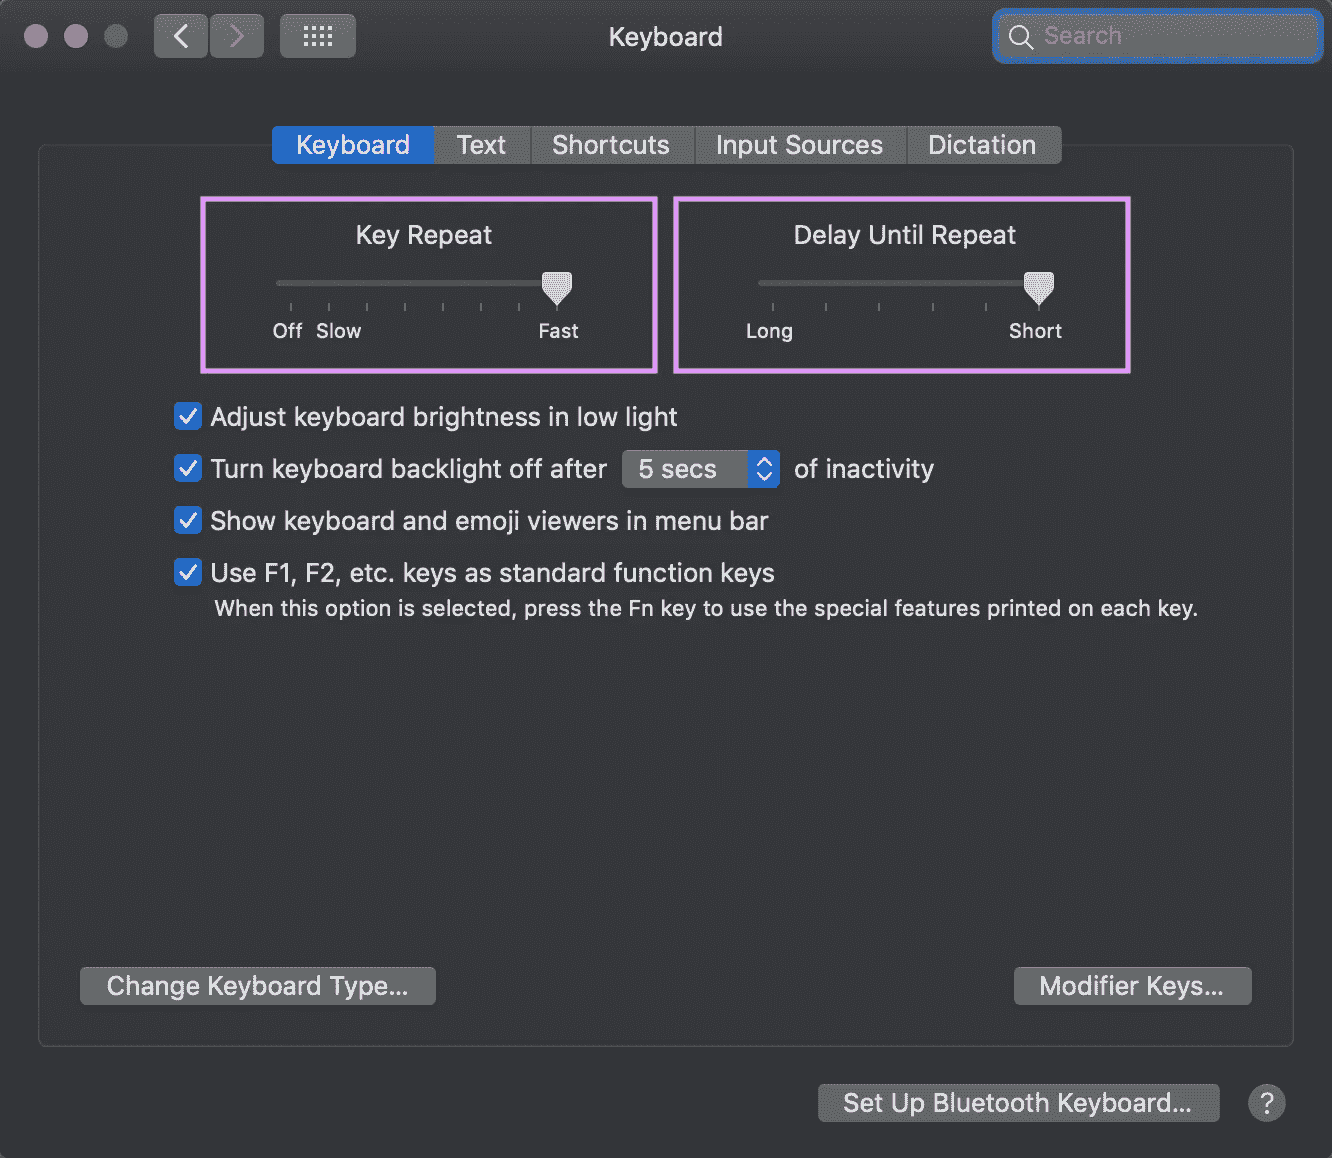 Keyboard
Search
Keyboard Text Shortcuts Input Sources Dictation
Key Repeat
Off Slow Fast
Delay Until Repeat
Long Short
Adjust keyboard brightness in low light
Turn keyboard backlight off after 5 secs of inactivity
Show keyboard and emoji viewers in menu bar
Use F1, F2, etc. keys as standard function keys
When this option is selected, press the Fn key to use the special features printed on each key.
Change Keyboard Type... Modifier Keys...
Set Up Bluetooth Keyboard... ?